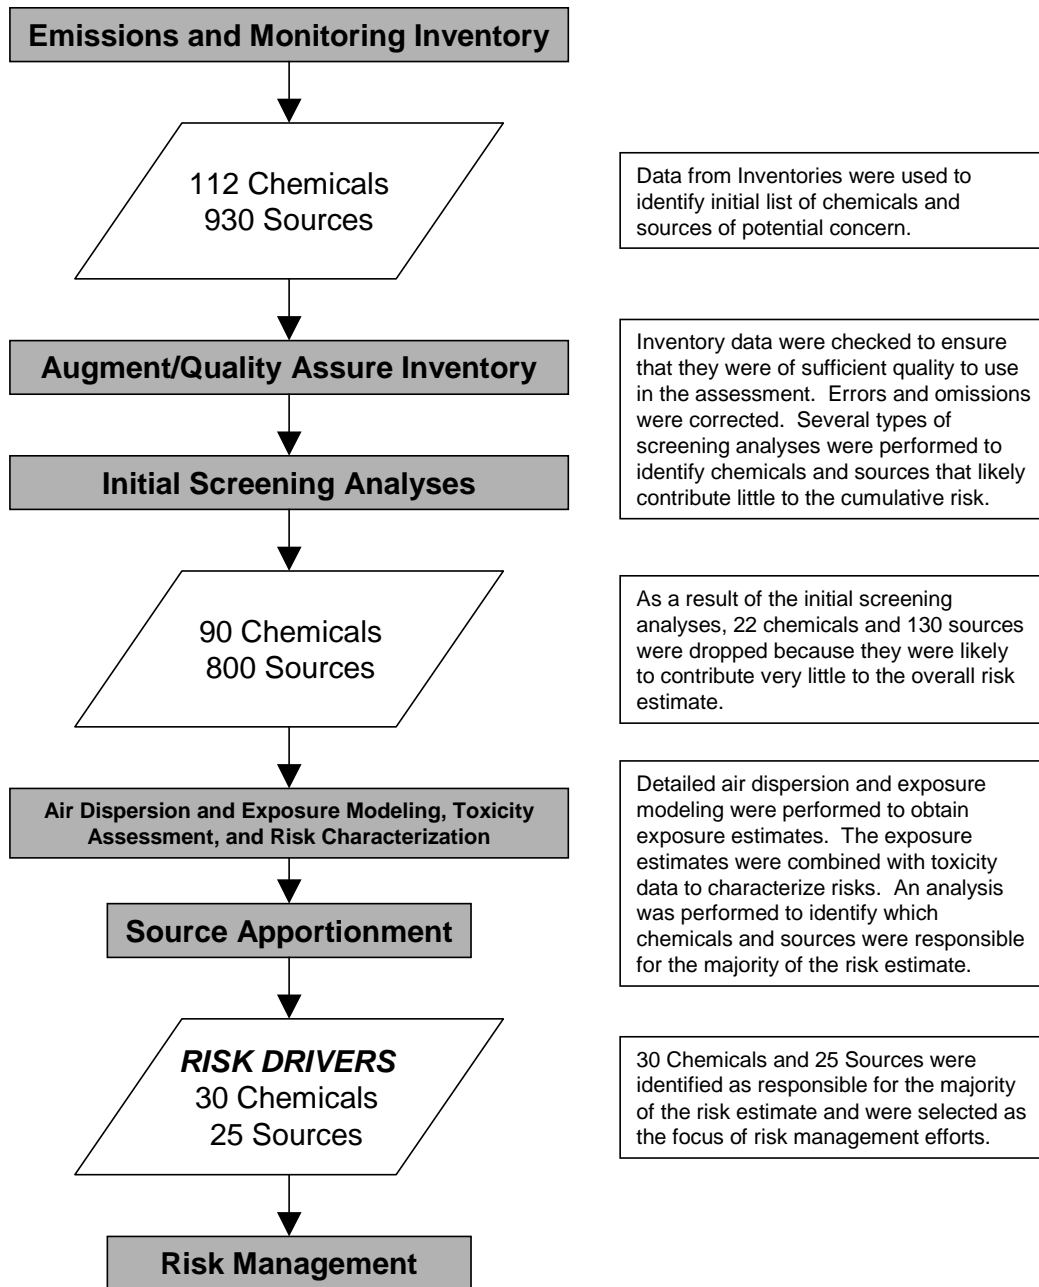 Emissions and Monitoring Inventory
112 Chemicals
930 Sources
Data from Inventories were used to
identify initial list of chemicals and
sources of potential concern.
Augment/Quality Assure Inventory
Initial Screening Analyses
Inventory data were checked to ensure
that they were of sufficient quality to use
in the assessment.  Errors and omissions
were corrected.  Several types of
screening analyses were performed to
identify chemicals and sources that likely
contribute little to the cumulative risk.
90 Chemicals
800 Sources
As a result of the initial screening
analyses, 22 chemicals and 130 sources
were dropped because they were likely
to contribute very little to the overall risk
estimate.
Air Dispersion and Exposure Modeling, Toxicity
Assessment, and Risk Characterization
Source Apportionment
Detailed air dispersion and exposure
modeling were performed to obtain
exposure estimates.  The exposure
estimates were combined with toxicity
data to characterize risks.  An analysis
was performed to identify which
chemicals and sources were responsible
for the majority of the risk estimate.
RISK DRIVERS
30 Chemicals
25 Sources
30 Chemicals and 25 Sources were
identified as responsible for the majority
of the risk estimate and were selected as
the focus of risk management efforts.
Risk Management